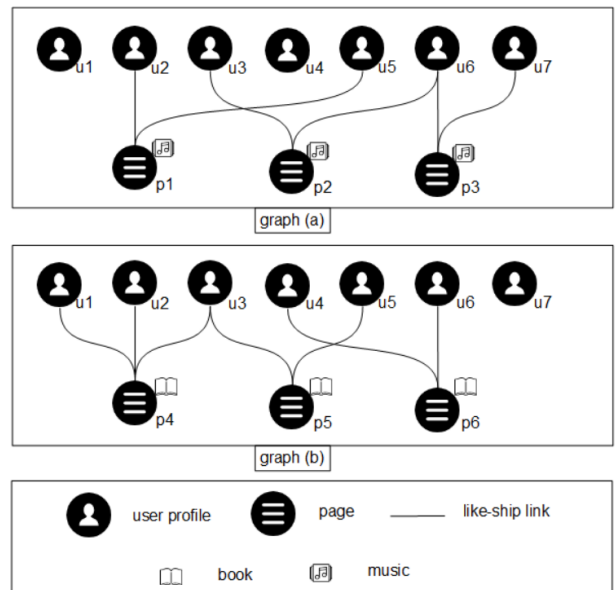 u1 u2 u3 u4 u5 u6 u7
p1 p2 p3
graph (a)
u1 u2 u3 u4 u5 u6 u7
p4 p5 p6
graph (b)
user profile page like-ship link
book music